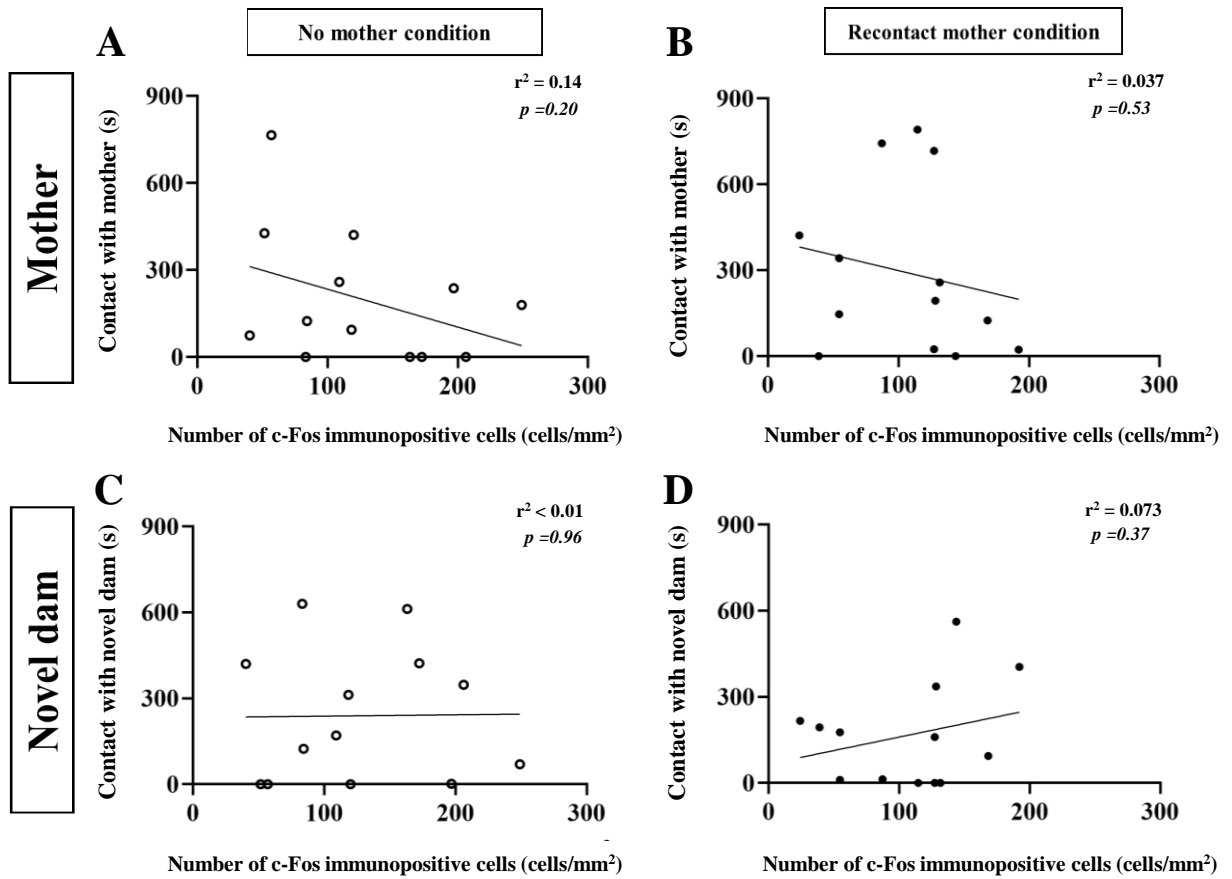 A
No mother condition
B
Recontact mother condition
Mother
r² = 0.14
p =0.20
Contact with mother (s)
900
600
300
0
0 100 200 300
Number of c-Fos immunopositive cells (cells/mm²)
r² = 0.037
p =0.53
Contact with mother (s)
900
600
300
0
0 100 200 300
Number of c-Fos immunopositive cells (cells/mm²)
Novel dam
C
r² < 0.01
p =0.96
Contact with novel dam (s)
900
600
300
0
0 100 200 300
Number of c-Fos immunopositive cells (cells/mm²)
D
r² = 0.073
p =0.37
Contact with novel dam (s)
900
600
300
0
0 100 200 300
Number of c-Fos immunopositive cells (cells/mm²)